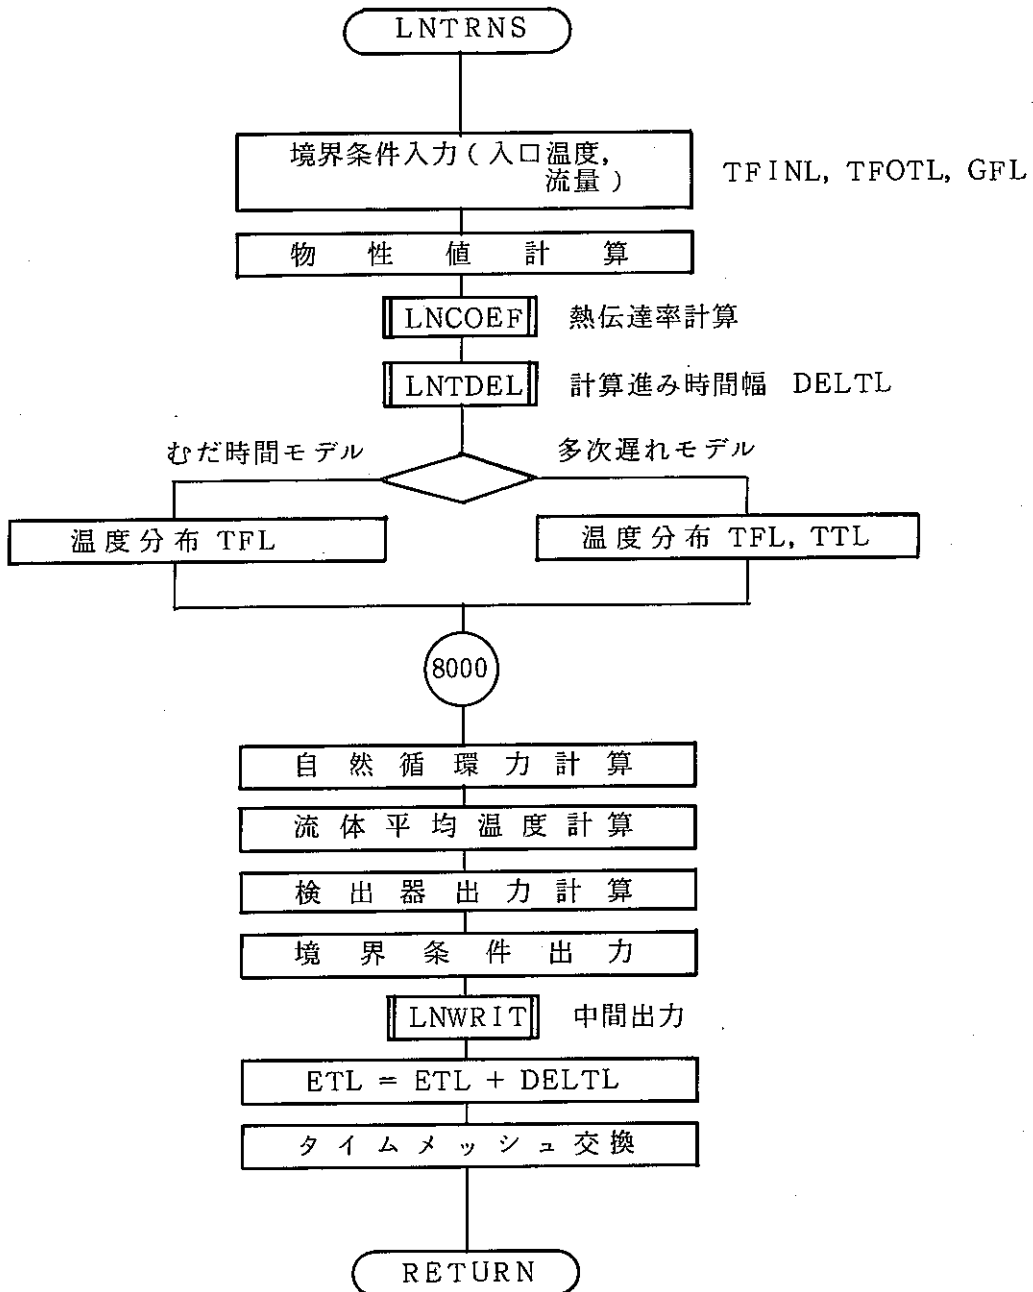 LNTRNS
境界条件入力(入口温度,
流量)
TFINL, TFOTL, GFL
物性値計算
LNCOEF 熱伝達率計算
LNTDEL 計算進み時間幅 DELTL
むだ時間モデル 多次遅れモデル
温度分布 TFL 温度分布 TFL, TTL
8000
自然循環力計算
流体平均温度計算
検出器出力計算
境界条件出力
LNWRIT 中間出力
ETL = ETL + DELTL
タイムメッシュ交換
RETURN